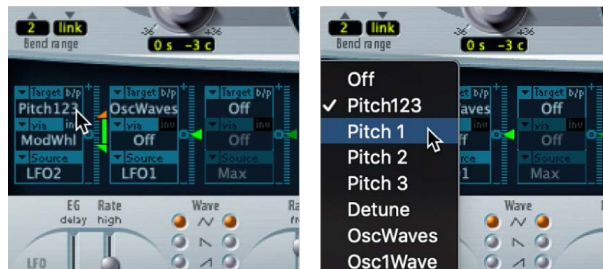 2 link
Bend range
-36 +36
0 s -3 c
Target b/p
Pitch123
via inv
ModWhl
Source
LFO2
Target b/p
OscWaves
via inv
Off
Source
LFO1
Target b/p
Off
via inv
Off
Source
Max
EG Rate Wave
delay high
LFO
2 link
Bend range
-36 +36
0 s -3 c
Off
✓ Pitch123
Pitch 1
Pitch 2
Pitch 3
Detune
OscWaves
Osc1Wave
b/p
inv
Target b/p
Off
via inv
Off
Source
Max
Wave